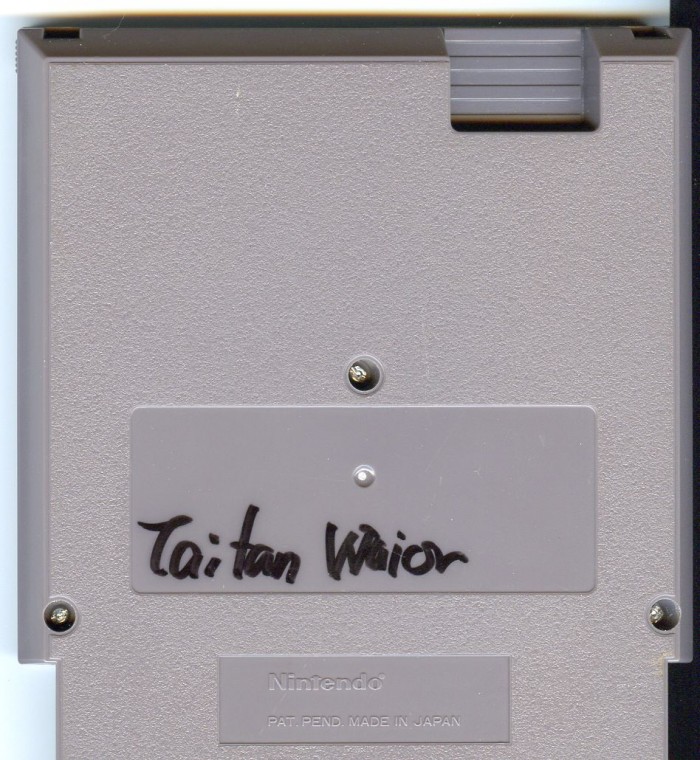 Taitan Waior
Nintendo®
PAT. PEND. MADE IN JAPAN